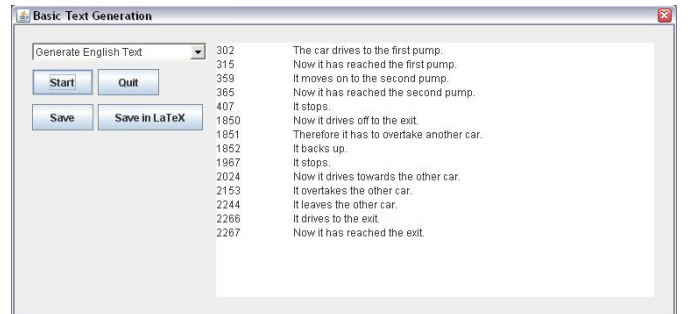 Basic Text Generation
Generate English Text
Start Quit
Save Save in LaTeX
302 The car drives to the first pump.
315 Now it has reached the first pump.
359 It moves on to the second pump.
365 Now it has reached the second pump.
407 It stops.
1850 Now it drives off to the exit.
1851 Therefore it has to overtake another car.
1852 It backs up.
1967 It stops.
2024 Now it drives towards the other car.
2153 It overtakes the other car.
2244 It leaves the other car.
2266 It drives to the exit.
2267 Now it has reached the exit.